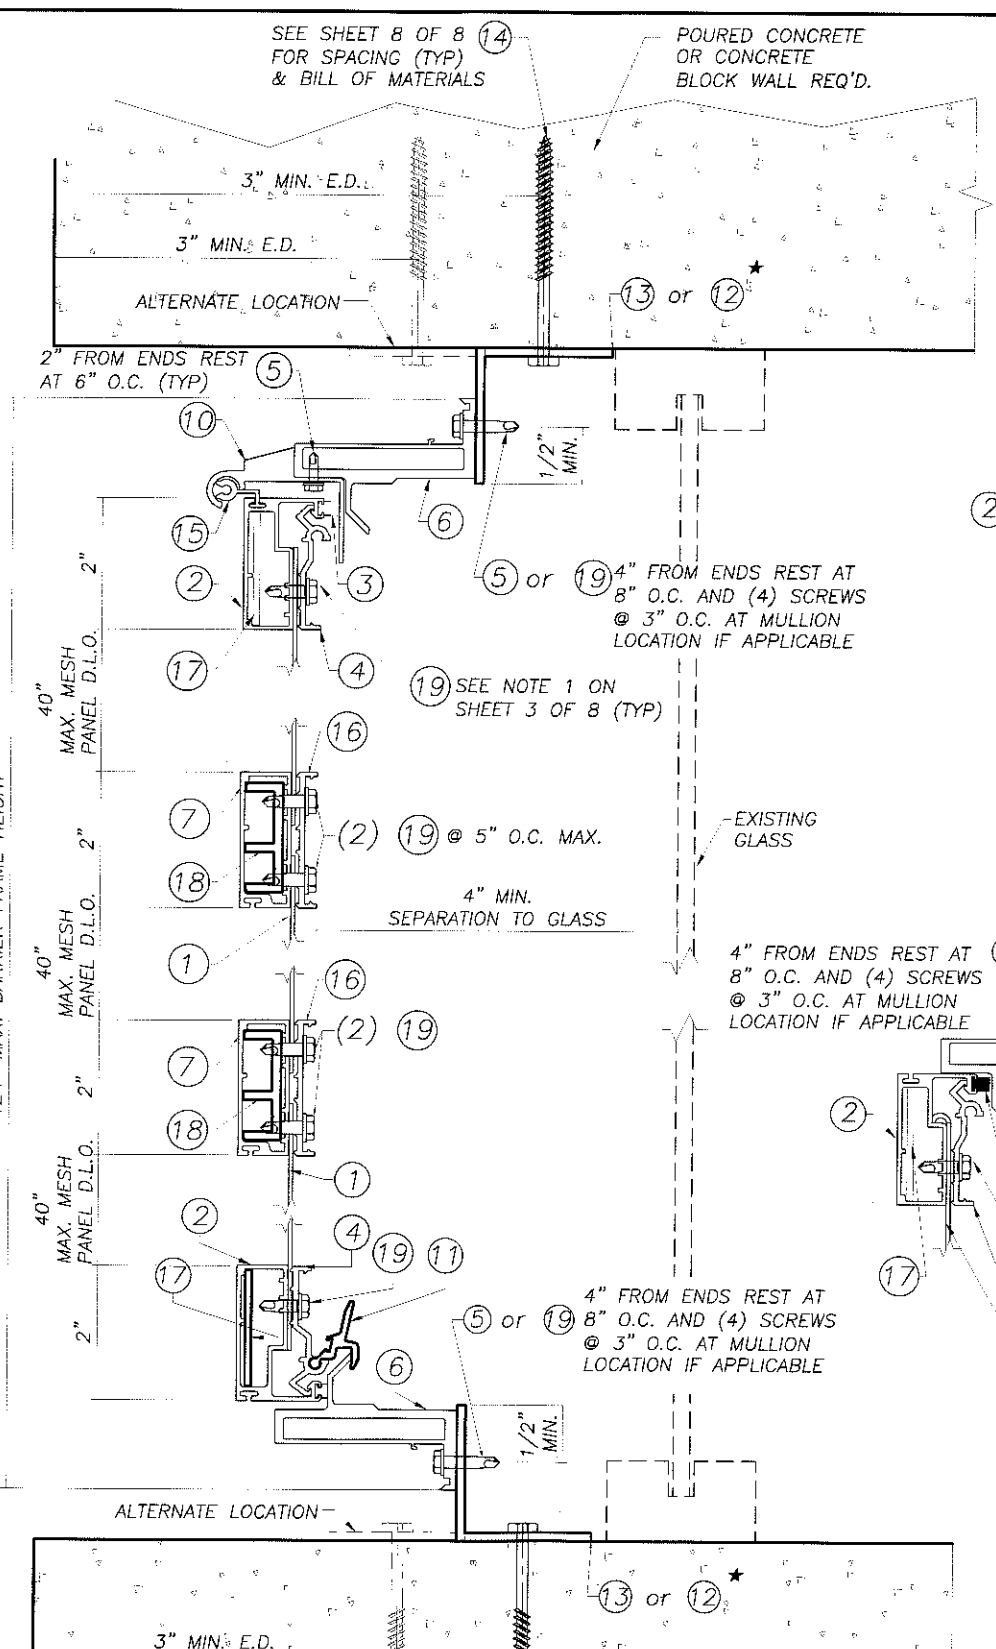 SEE SHEET 8 OF 8 14
FOR SPACING (TYP)
& BILL OF MATERIALS
POURED CONCRETE
OR CONCRETE
BLOCK WALL REQ'D.
3" MIN. E.D.
3" MIN. E.D.
ALTERNATE LOCATION
13 or 12 ★
2" FROM ENDS REST
AT 6" O.C. (TYP)
5
10
1/2"
MIN.
6
15
2
3
5 or 19
4" FROM ENDS REST AT
8" O.C. AND (4) SCREWS
@ 3" O.C. AT MULLION
LOCATION IF APPLICABLE
2
2"
17
4
40"
MAX. MESH
PANEL D.L.O.
19 SEE NOTE 1 ON
SHEET 3 OF 8 (TYP)
16
7
2"
(2) 19 @ 5" O.C. MAX.
EXISTING
GLASS
18
4" MIN.
SEPARATION TO GLASS
1
40"
MAX. MESH
PANEL D.L.O.
16
4" FROM ENDS REST AT
8" O.C. AND (4) SCREWS
@ 3" O.C. AT MULLION
LOCATION IF APPLICABLE
(2) 19
7
2"
18
2
1
40"
MAX. MESH
PANEL D.L.O.
2
4
19
11
17
17
2"
5 or 19
4" FROM ENDS REST AT
8" O.C. AND (4) SCREWS
@ 3" O.C. AT MULLION
LOCATION IF APPLICABLE
6
1/2"
MIN.
ALTERNATE LOCATION
13 or 12 ★
3" MIN. E.D.